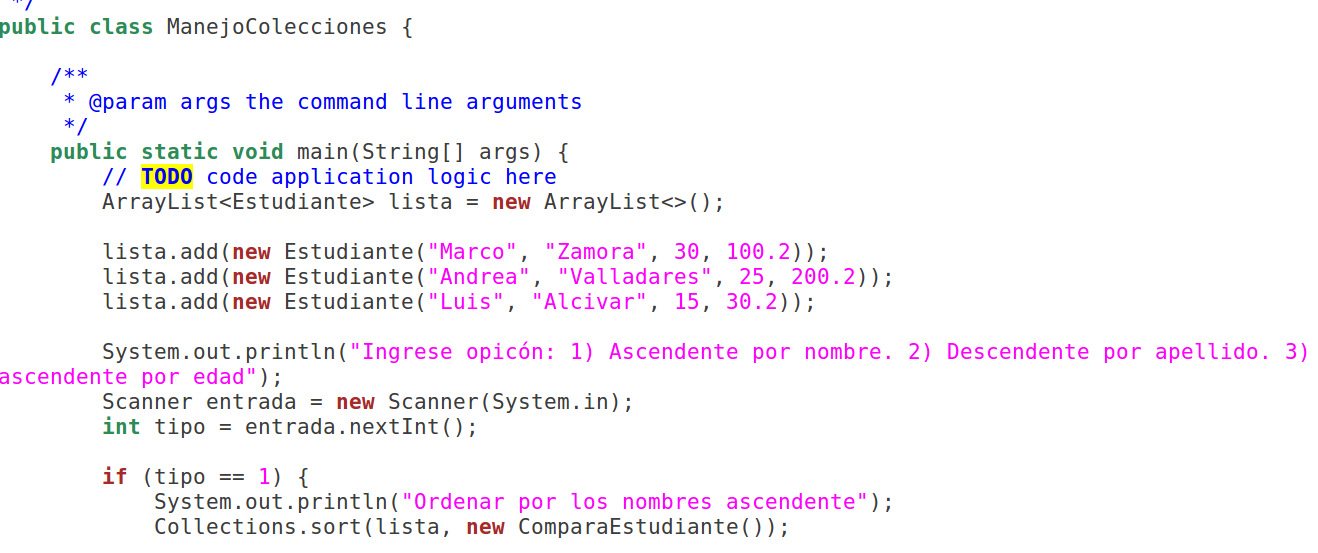 */
public class ManejoColecciones {
/**
* @param args the command line arguments
*/
public static void main(String[] args) {
// TODO code application logic here
ArrayList<Estudiante> lista = new ArrayList<>();
lista.add(new Estudiante("Marco", "Zamora", 30, 100.2));
lista.add(new Estudiante("Andrea", "Valladares", 25, 200.2));
lista.add(new Estudiante("Luis", "Alcivar", 15, 30.2));
System.out.println("Ingrese opicón: 1) Ascendente por nombre. 2) Descendente por apellido. 3)
ascendente por edad");
Scanner entrada = new Scanner(System.in);
int tipo = entrada.nextInt();
if (tipo == 1) {
System.out.println("Ordenar por los nombres ascendente");
Collections.sort(lista, new ComparaEstudiante());